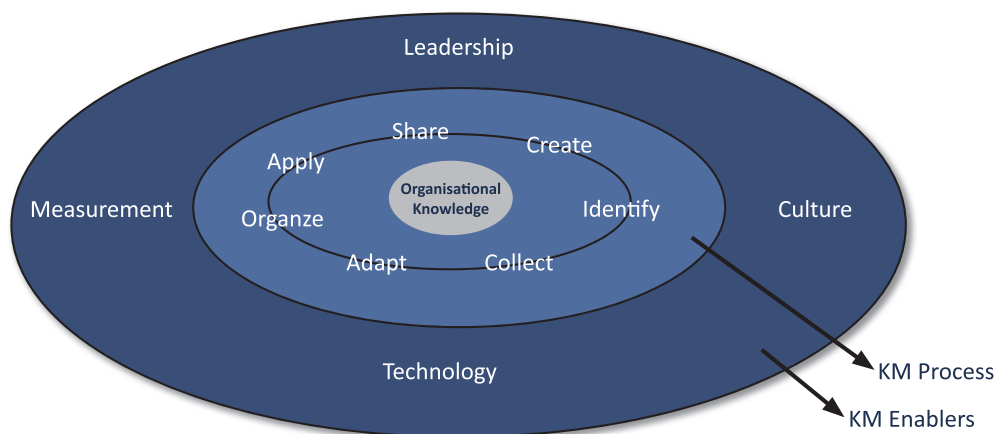 Leadership
Share
Create
Apply
Organisational
Knowledge
Measurement
Organze
Identify
Culture
Adapt
Collect
Technology
KM Process
KM Enablers